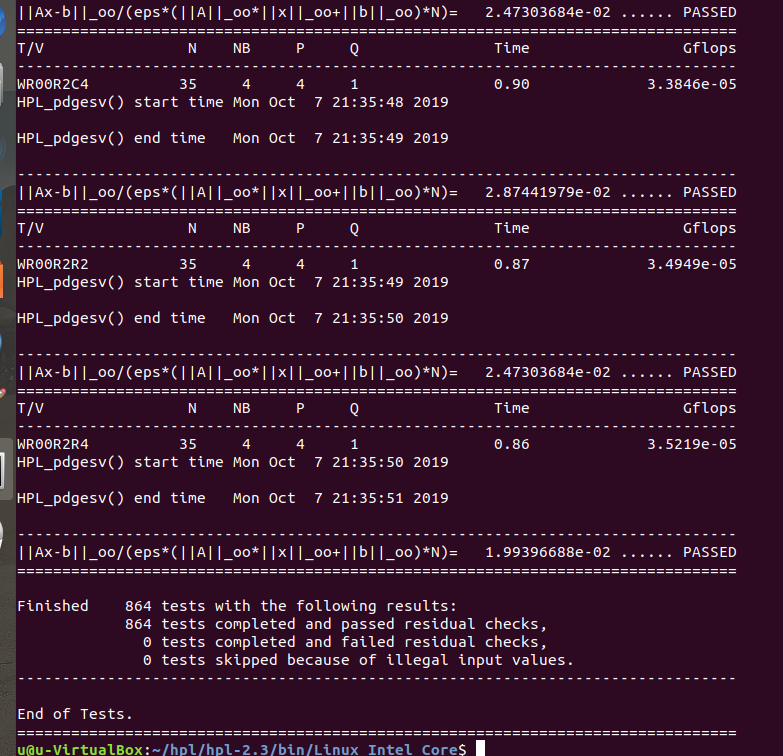 ||Ax-b||_oo/(eps*(||A||_oo*||x||_oo+||b||_oo)*N)=   2.47303684e-02 ...... PASSED
================================================================================
T/V                N    NB     P     Q               Time                 Gflops
--------------------------------------------------------------------------------
WR00R2C4          35     4     4     1               0.90             3.3846e-05
HPL_pdgesv() start time Mon Oct  7 21:35:48 2019
HPL_pdgesv() end time   Mon Oct  7 21:35:49 2019
--------------------------------------------------------------------------------
||Ax-b||_oo/(eps*(||A||_oo*||x||_oo+||b||_oo)*N)=   2.87441979e-02 ...... PASSED
================================================================================
T/V                N    NB     P     Q               Time                 Gflops
--------------------------------------------------------------------------------
WR00R2R2          35     4     4     1               0.87             3.4949e-05
HPL_pdgesv() start time Mon Oct  7 21:35:49 2019
HPL_pdgesv() end time   Mon Oct  7 21:35:50 2019
--------------------------------------------------------------------------------
||Ax-b||_oo/(eps*(||A||_oo*||x||_oo+||b||_oo)*N)=   2.47303684e-02 ...... PASSED
================================================================================
T/V                N    NB     P     Q               Time                 Gflops
--------------------------------------------------------------------------------
WR00R2R4          35     4     4     1               0.86             3.5219e-05
HPL_pdgesv() start time Mon Oct  7 21:35:50 2019
HPL_pdgesv() end time   Mon Oct  7 21:35:51 2019
--------------------------------------------------------------------------------
||Ax-b||_oo/(eps*(||A||_oo*||x||_oo+||b||_oo)*N)=   1.99396688e-02 ...... PASSED
================================================================================
Finished    864 tests with the following results:
            864 tests completed and passed residual checks,
              0 tests completed and failed residual checks,
              0 tests skipped because of illegal input values.
--------------------------------------------------------------------------------
End of Tests.
================================================================================
u@u-VirtualBox:~/hpl/hpl-2.3/bin/Linux_Intel_Core$